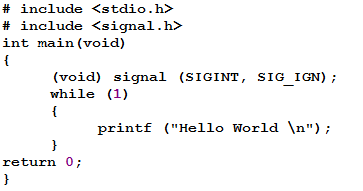 # include <stdio.h>
# include <signal.h>
int main(void)
{
(void) signal (SIGINT, SIG_IGN);
while (1)
{
printf ("Hello World \n");
}
return 0;
}